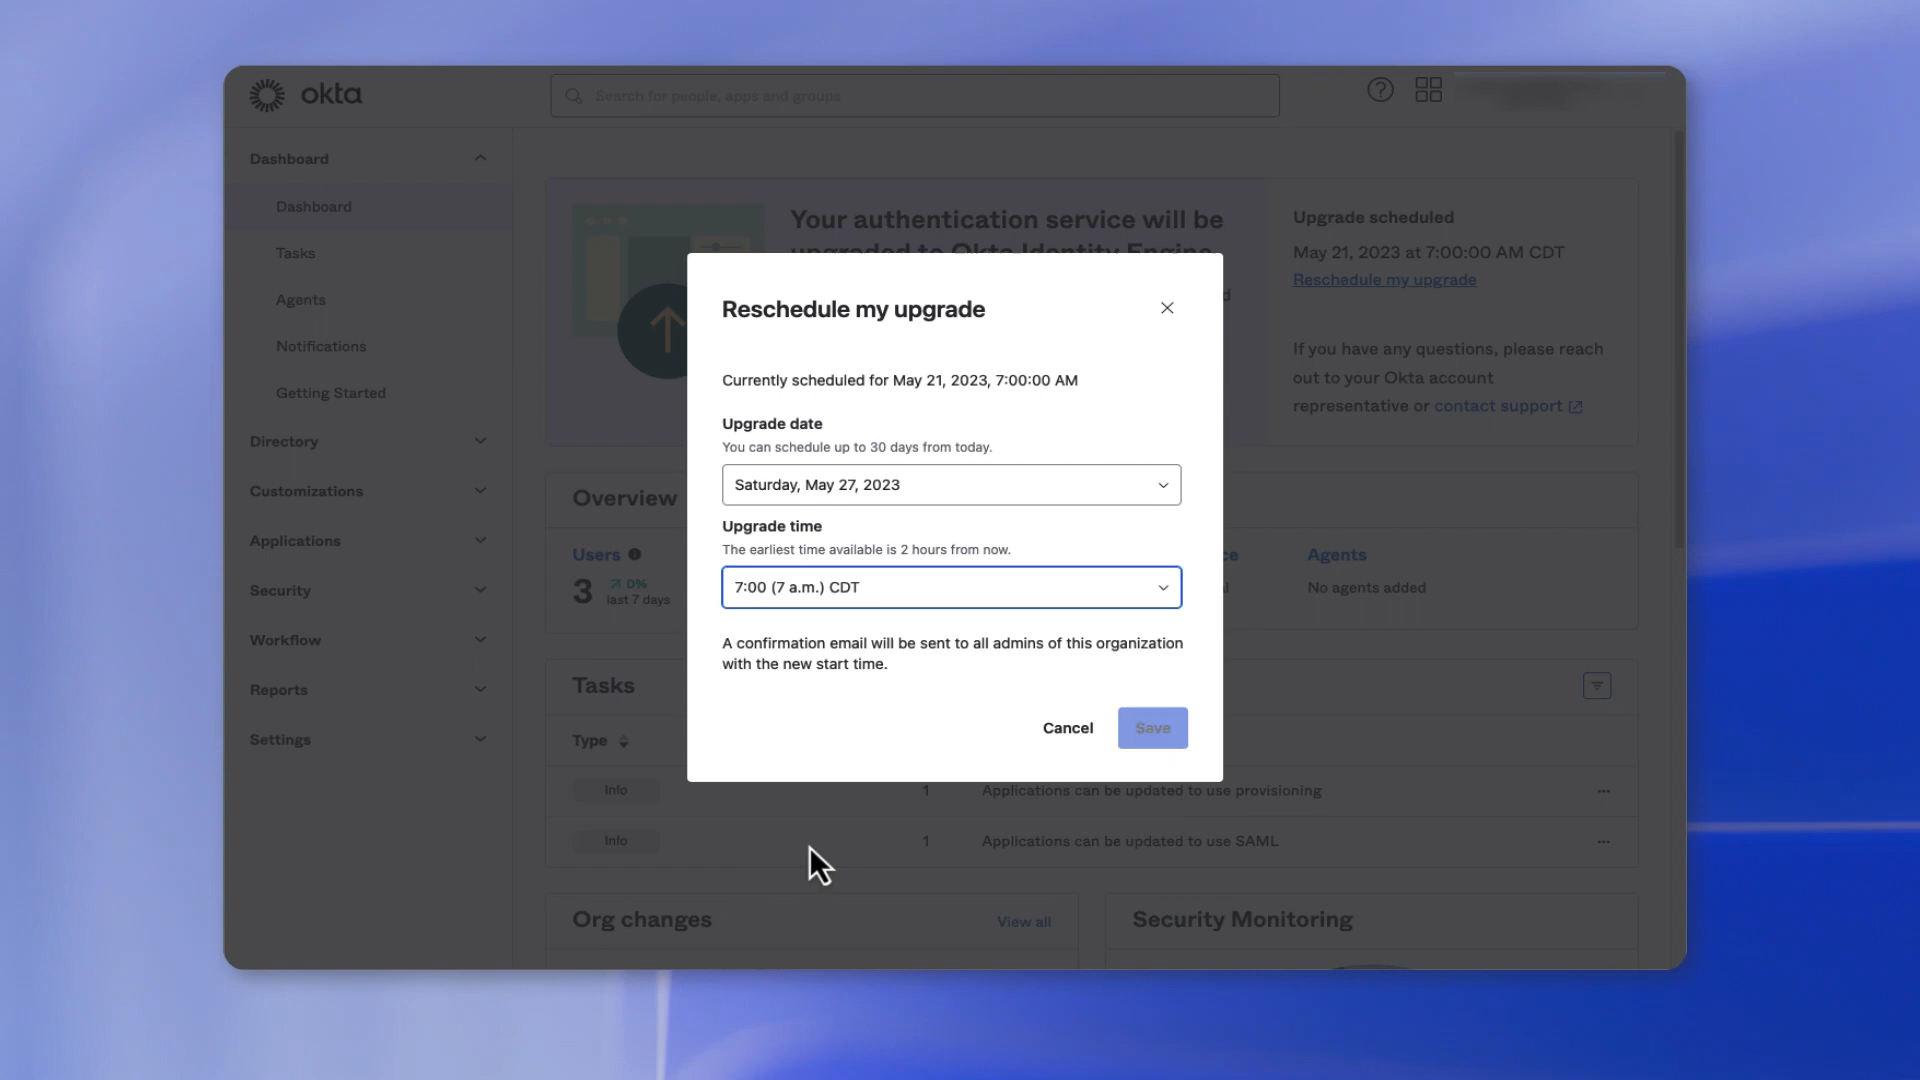 okta
Search for people, apps and groups
Dashboard
Dashboard
Tasks
Agents
Notifications
Getting Started
Directory
Customizations
Applications
Security
Workflow
Reports
Settings
Your authentication service will be
upgraded to Okta Identity Engine
Upgrade scheduled
May 21, 2023 at 7:00:00 AM CDT
Reschedule my upgrade
If you have any questions, please reach
out to your Okta account
representative or contact support
Reschedule my upgrade
Currently scheduled for May 21, 2023, 7:00:00 AM
Upgrade date
You can schedule up to 30 days from today.
Saturday, May 27, 2023
Upgrade time
The earliest time available is 2 hours from now.
7:00 (7 a.m.) CDT
A confirmation email will be sent to all admins of this organization
with the new start time.
Cancel
Save
Overview
Users
3
0%
last 7 days
Agents
No agents added
Tasks
Type
Info 1 Applications can be updated to use provisioning
Info 1 Applications can be updated to use SAML
Org changes
View all
Security Monitoring